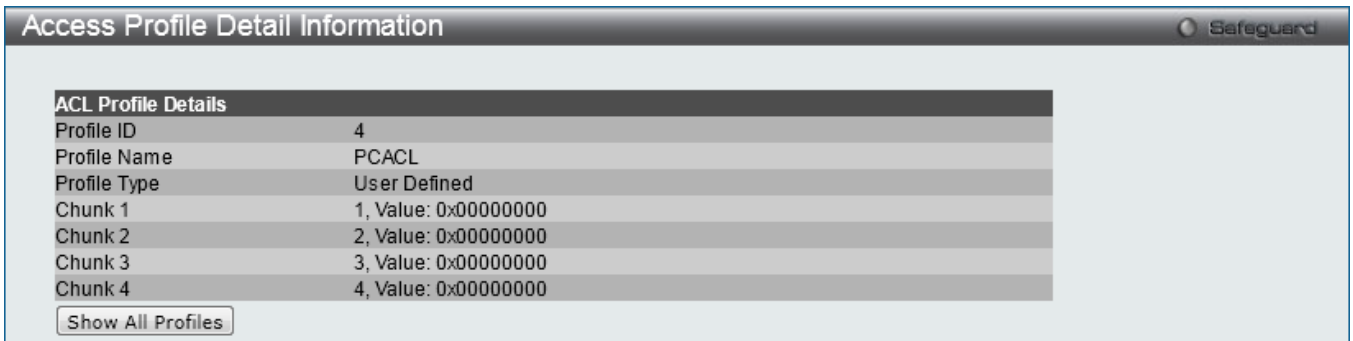 Access Profile Detail Information
Safeguard
ACL Profile Details
Profile ID 4
Profile Name PCACL
Profile Type User Defined
Chunk 1 1, Value: 0x00000000
Chunk 2 2, Value: 0x00000000
Chunk 3 3, Value: 0x00000000
Chunk 4 4, Value: 0x00000000
Show All Profiles